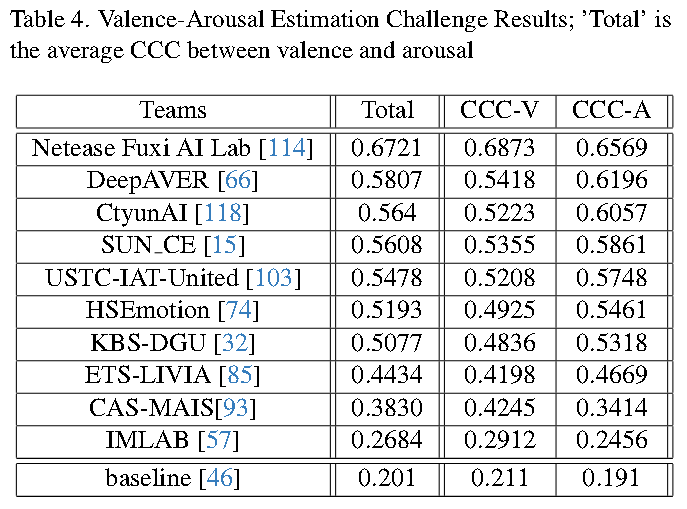 Table 4. Valence-Arousal Estimation Challenge Results; 'Total' is
the average CCC between valence and arousal
Teams Total CCC-V CCC-A
Netease Fuxi AI Lab [114] 0.6721 0.6873 0.6569
DeepAVER [66] 0.5807 0.5418 0.6196
CtyunAI [118] 0.564 0.5223 0.6057
SUN_CE [15] 0.5608 0.5355 0.5861
USTC-IAT-United [103] 0.5478 0.5208 0.5748
HSEmotion [74] 0.5193 0.4925 0.5461
KBS-DGU [32] 0.5077 0.4836 0.5318
ETS-LIVIA [85] 0.4434 0.4198 0.4669
CAS-MAIS[93] 0.3830 0.4245 0.3414
IMLAB [57] 0.2684 0.2912 0.2456
baseline [46] 0.201 0.211 0.191